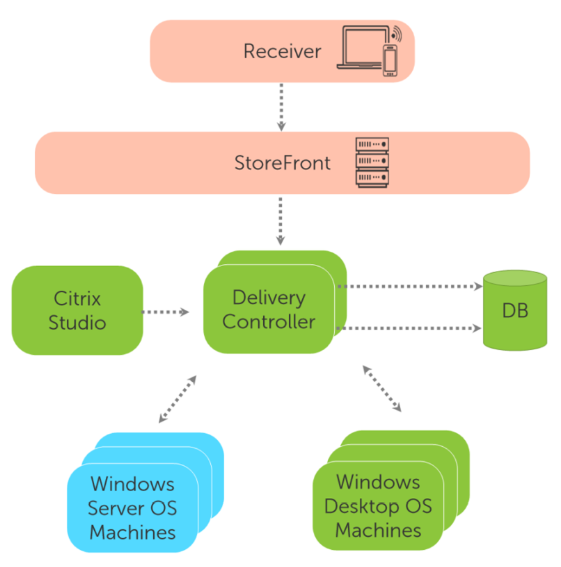 Receiver
StoreFront
Citrix
Studio
Delivery
Controller
DB
Windows
Server OS
Machines
Windows
Desktop OS
Machines